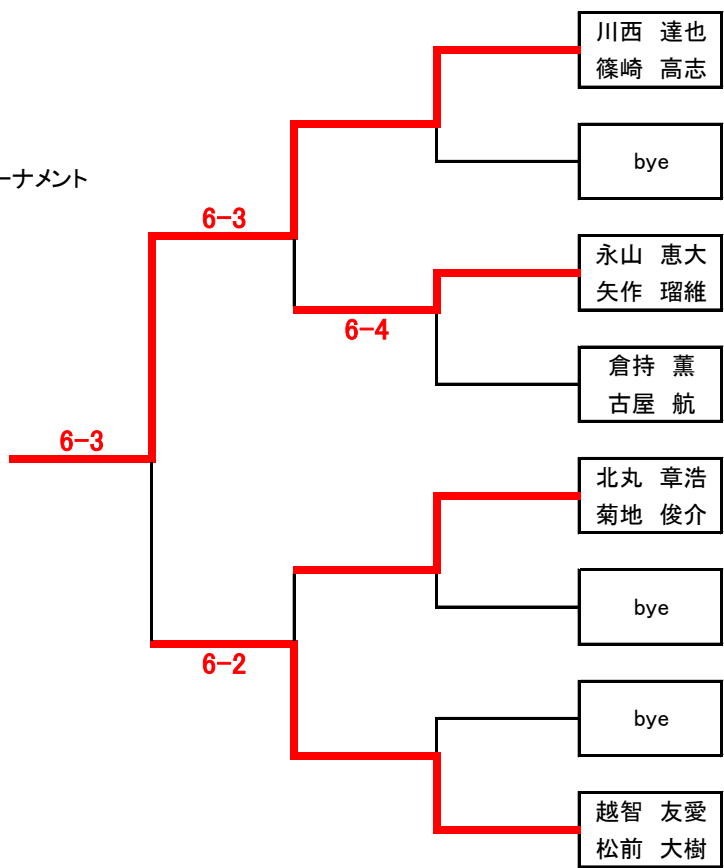 川西 達也
篠崎 高志
bye
ーナメント
6-3
永山 恵大
矢作 瑠維
6-4
倉持 薫
古屋 航
6-3
北丸 章浩
菊地 俊介
bye
6-2
bye
越智 友愛
松前 大樹